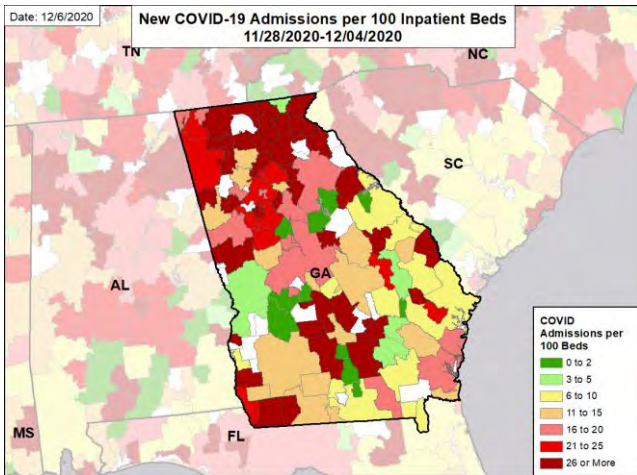 Date: 12/6/2020
New COVID-19 Admissions per 100 Inpatient Beds
11/28/2020-12/04/2020
TN
NC
SC
AL
GA
MS
FL
COVID
Admissions per
100 Beds
0 to 2
3 to 5
6 to 10
11 to 15
16 to 20
21 to 25
26 or More